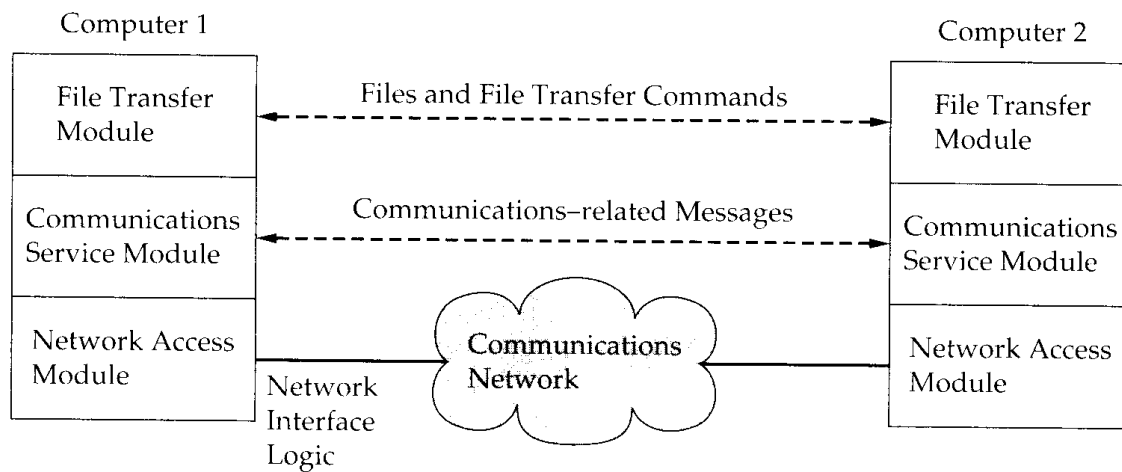 Computer 1
Computer 2
File Transfer
Module
Files and File Transfer Commands
File Transfer
Module
Communications
Service Module
Communications–related Messages
Communications
Service Module
Network Access
Module
Network
Interface
Logic
Communications
Network
Network Access
Module